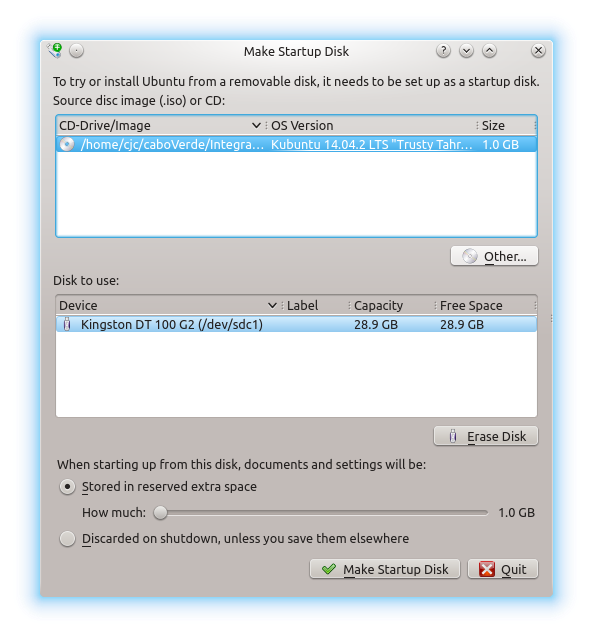 Make Startup Disk
To try or install Ubuntu from a removable disk, it needs to be set up as a startup disk.
Source disc image (.iso) or CD:
CD-Drive/Image OS Version Size
/home/cjc/caboVerde/Integra... Kubuntu 14.04.2 LTS "Trusty Tahr... 1.0 GB
Other...
Disk to use:
Device Label Capacity Free Space
Kingston DT 100 G2 (/dev/sdc1) 28.9 GB 28.9 GB
Erase Disk
When starting up from this disk, documents and settings will be:
Stored in reserved extra space
How much: 1.0 GB
Discarded on shutdown, unless you save them elsewhere
Make Startup Disk Quit